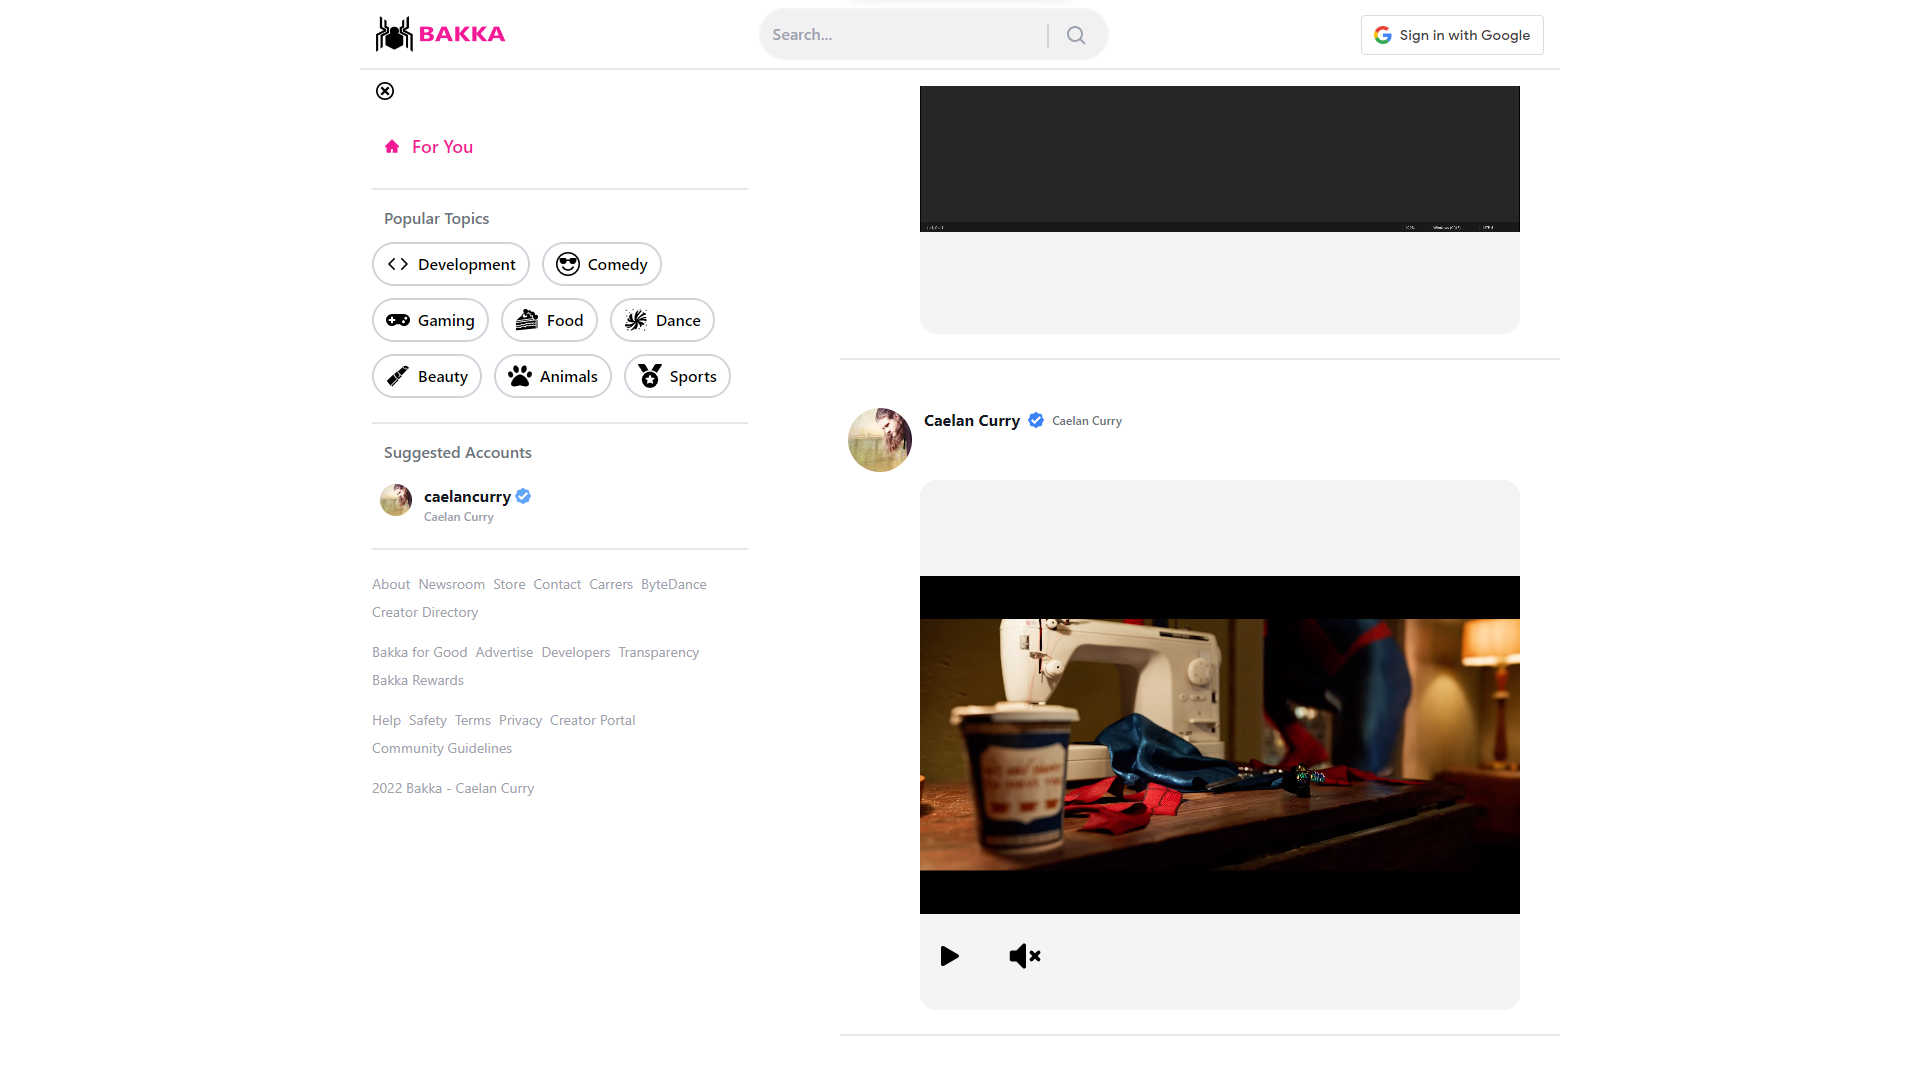 BAKKA
Search...
Sign in with Google
For You
Popular Topics
Development
Comedy
Gaming
Food
Dance
Beauty
Animals
Sports
Suggested Accounts
caelancurry
Caelan Curry
About Newsroom Store Contact Carrers ByteDance
Creator Directory
Bakka for Good Advertise Developers Transparency
Bakka Rewards
Help Safety Terms Privacy Creator Portal
Community Guidelines
2022 Bakka - Caelan Curry
Caelan Curry Caelan Curry